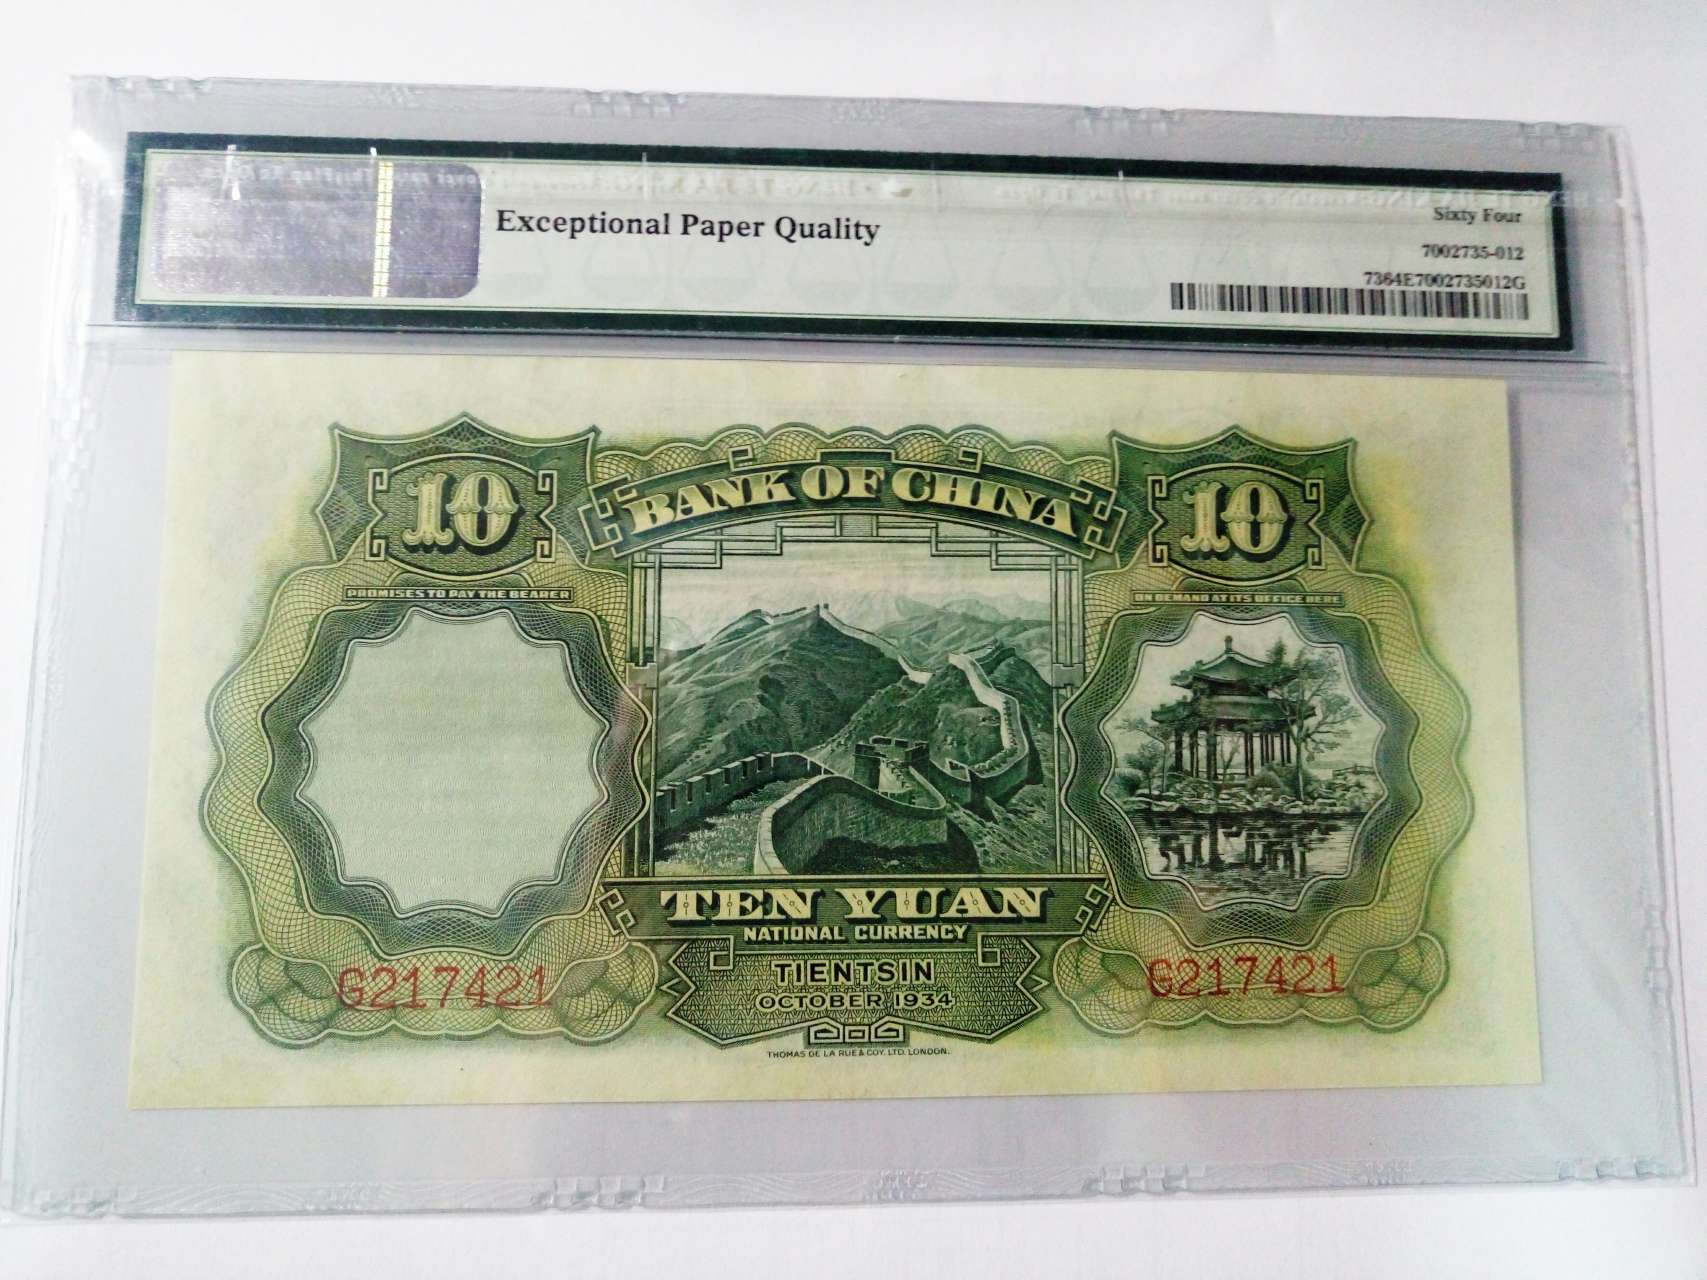 Exceptional Paper Quality
Sixty Four
7002735-012
7364E7002735012G
10
BANK OF CHINA
10
PROMISES TO PAY THE BEARER
ON DEMAND AT ITS OFFICE HERE
TEN YUAN
NATIONAL CURRENCY
TIENTSIN
OCTOBER 1934
G217421
G217421
THOMAS DE LA RUE & COY. LTD. LONDON.